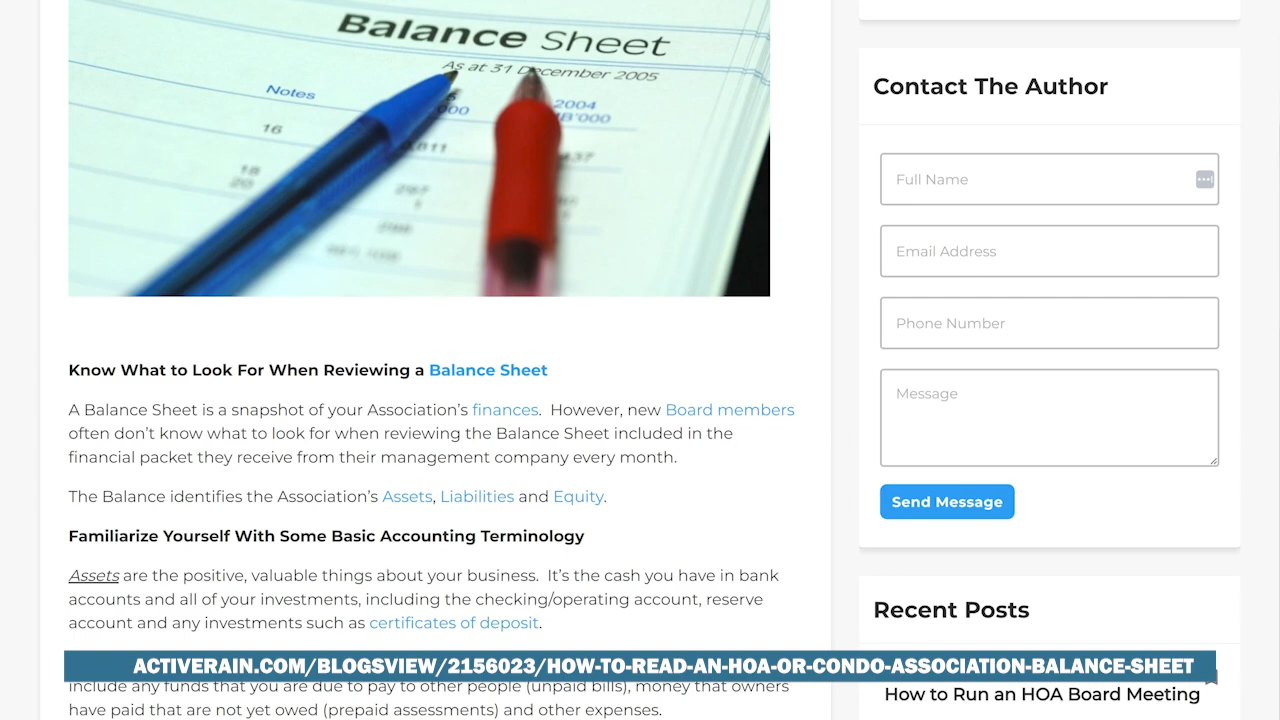 Balance Sheet
As at 31 December 2005
Notes
2004
16
18
20
Contact The Author
Full Name
Email Address
Phone Number
Message
Send Message
Know What to Look For When Reviewing a Balance Sheet
A Balance Sheet is a snapshot of your Association’s finances.  However, new Board members
often don’t know what to look for when reviewing the Balance Sheet included in the
financial packet they receive from their management company every month.
The Balance identifies the Association’s Assets, Liabilities and Equity.
Familiarize Yourself With Some Basic Accounting Terminology
Assets are the positive, valuable things about your business.  It’s the cash you have in bank
accounts and all of your investments, including the checking/operating account, reserve
account and any investments such as certificates of deposit.
include any funds that you are due to pay to other people (unpaid bills), money that owners
have paid that are not yet owed (prepaid assessments) and other expenses.
Recent Posts
How to Run an HOA Board Meeting
ACTIVERAIN.COM/BLOGSVIEW/2156023/HOW-TO-READ-AN-HOA-OR-CONDO-ASSOCIATION-BALANCE-SHEET